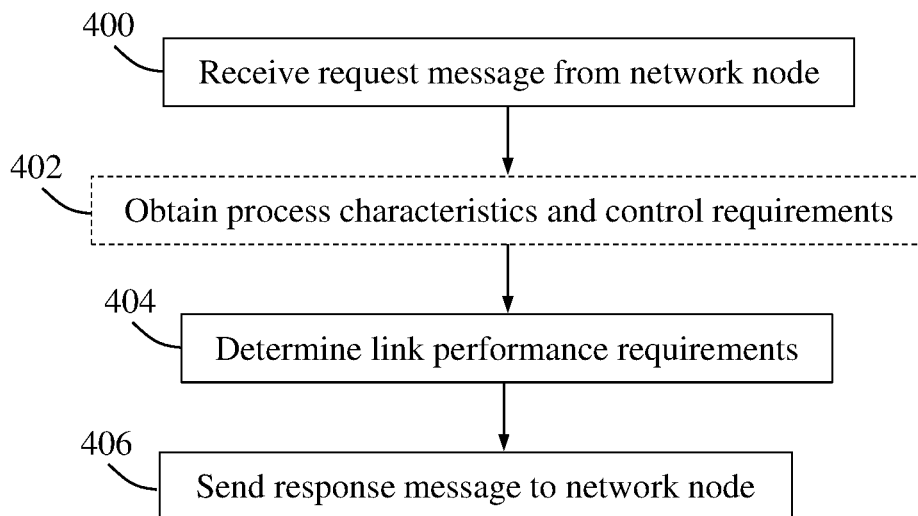 400
Receive request message from network node
402
Obtain process characteristics and control requirements
404
Determine link performance requirements
406
Send response message to network node